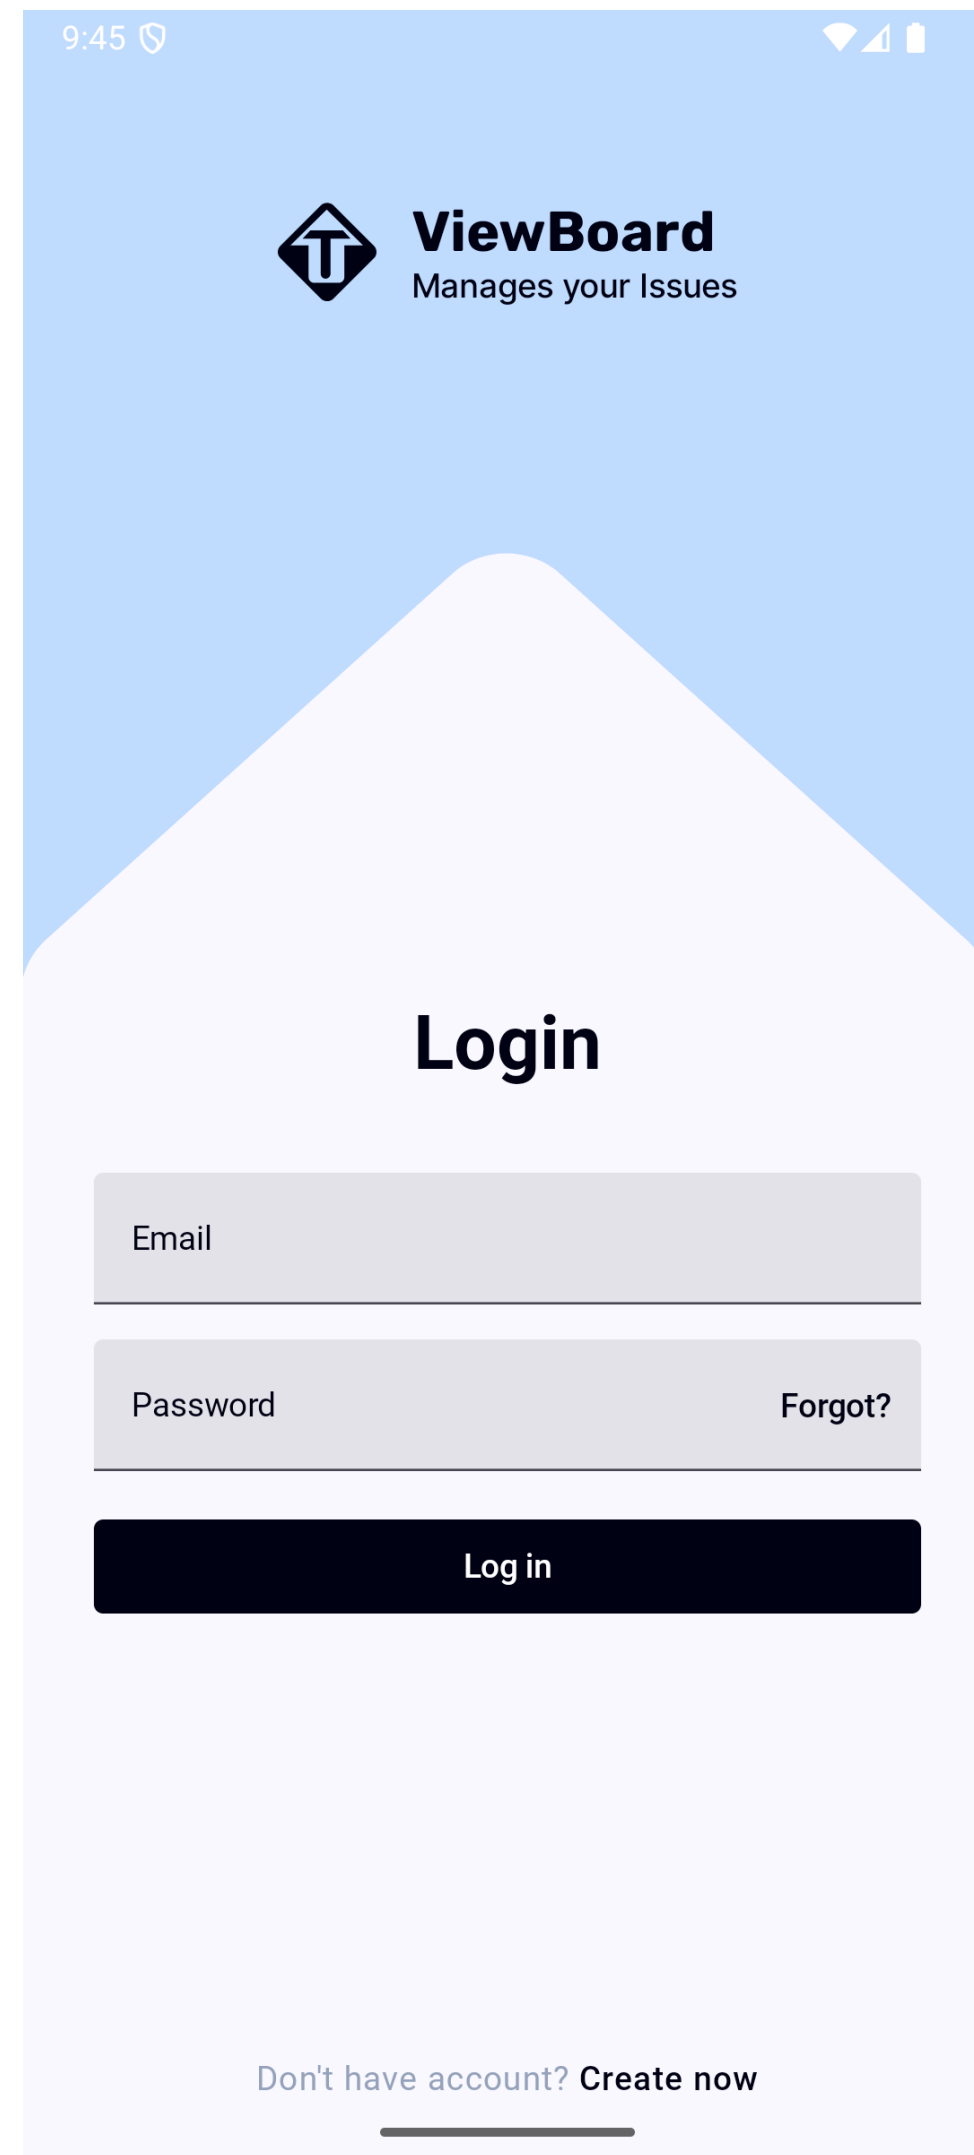 9:45
ViewBoard
Manages your Issues
Login
Email
Password Forgot?
Log in
Don't have account? Create now